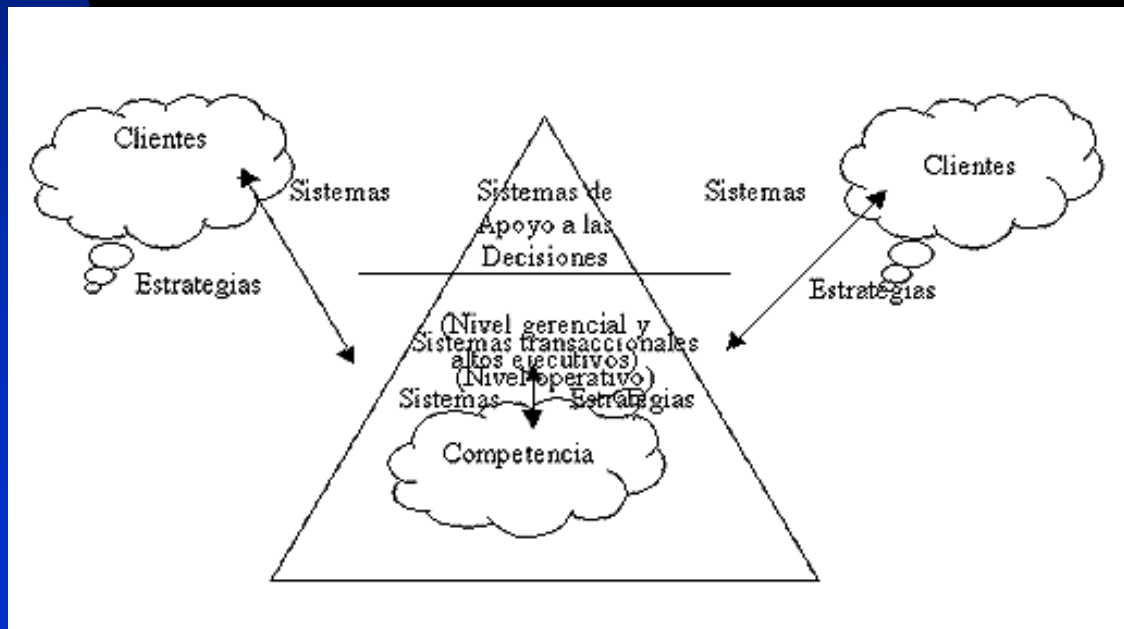 Clientes
Clientes
Sistemas
Sistemas de
Sistemas
Apoyo a las
Decisiones
Estrategias
Estrategias
(Nivel gerencial y
Sistemas transaccionales
altos ejecutivos)
(Nivel operativo)
Sistemas
Estrategias
Competencia